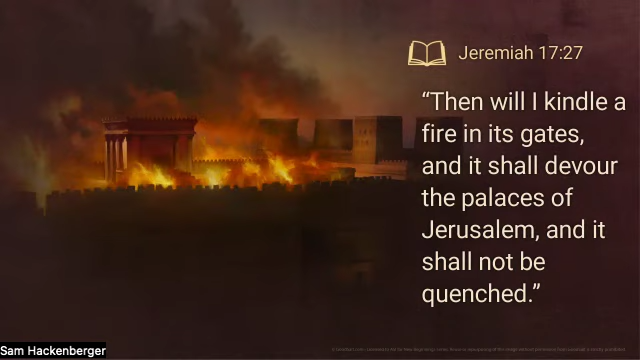 Jeremiah 17:27
“Then will I kindle a
fire in its gates,
and it shall devour
the palaces of
Jerusalem, and it
shall not be
quenched.”
Sam Hackenberger